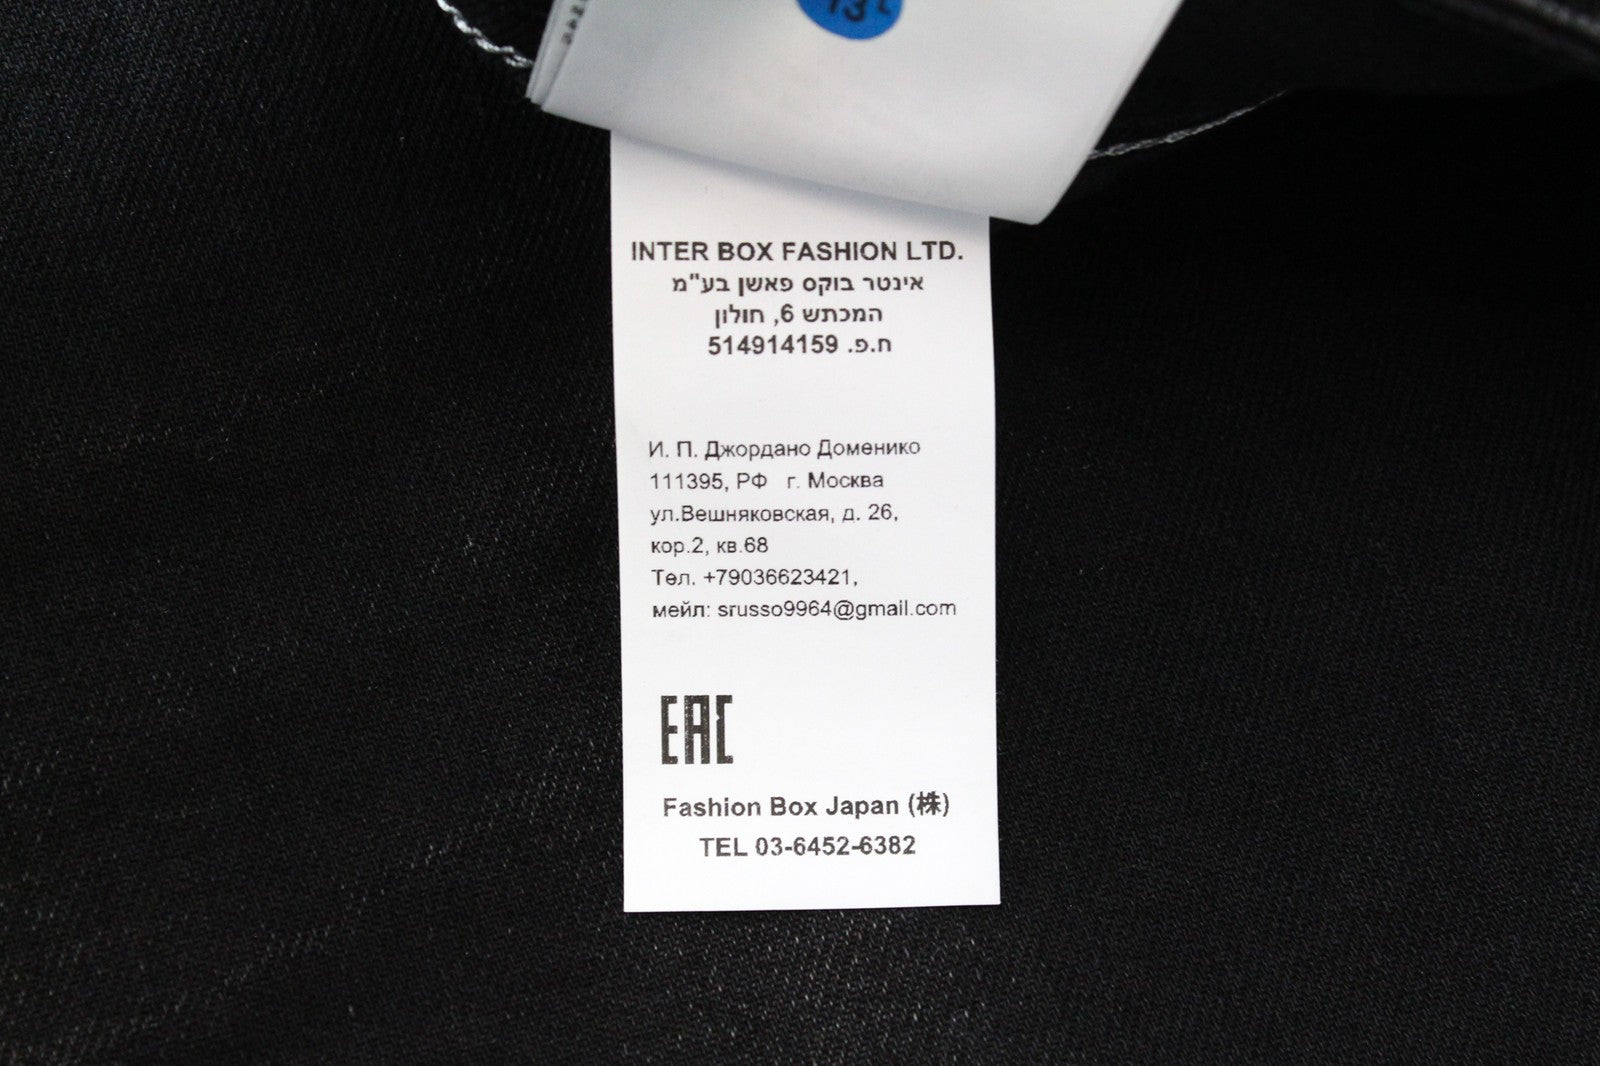 13 L
INTER BOX FASHION LTD.
אינטר בוקס פאשן בע"מ
המכתש 6, חולון
ח.פ. 514914159
И. П. Джордано Доменико
111395, РФ г. Москва
ул.Вешняковская, д. 26,
кор.2, кв.68
Тел. +79036623421,
мейл: srusso9964@gmail.com
EAC
Fashion Box Japan (株)
TEL 03-6452-6382